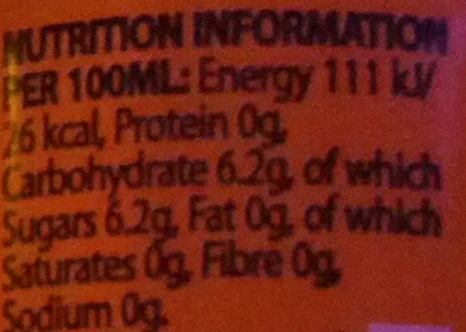 NUTRITION INFORMATION
PER 100ML: Energy 111 kJ/
26 kcal, Protein 0g,
Carbohydrate 6.2g, of which
Sugars 6.2g, Fat 0g, of which
Saturates 0g, Fibre 0g,
Sodium 0g.